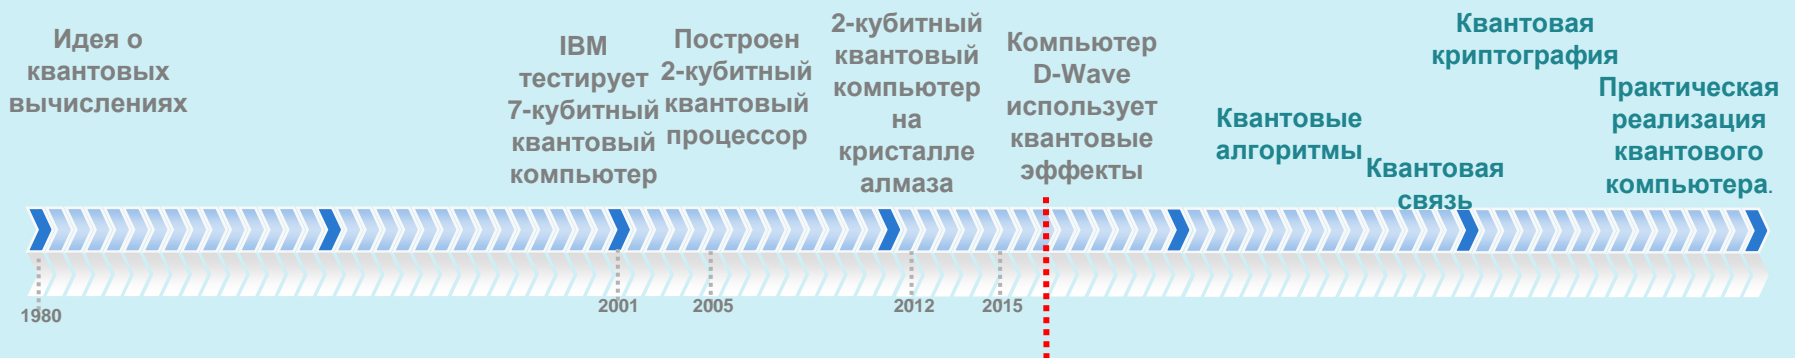 Идея о
квантовых
вычислениях
IBM
тестирует
7-кубитный
квантовый
компьютер
Построен
2-кубитный
квантовый
процессор
2-кубитный
квантовый
компьютер
на
кристалле
алмаза
Компьютер
D-Wave
использует
квантовые
эффекты
Квантовые
алгоритмы
Квантовая
связь
Квантовая
криптография
Практическая
реализация
квантового
компьютера.
1980
2001
2005
2012
2015